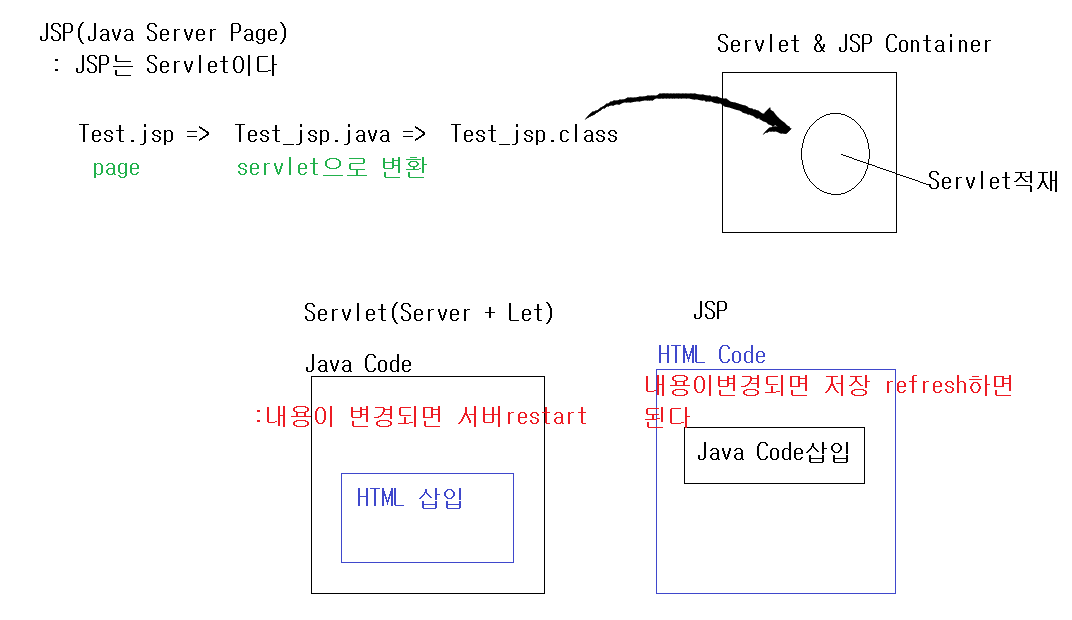 JSP(Java Server Page)
: JSP는 Servlet이다
Servlet & JSP Container
Test.jsp => Test_jsp.java => Test_jsp.class
page servlet으로 변환
Servlet적재
Servlet(Server + Let)
Java Code
:내용이 변경되면 서버restart
HTML 삽입
JSP
HTML Code
내용이변경되면 저장 refresh하면
된다
Java Code삽입